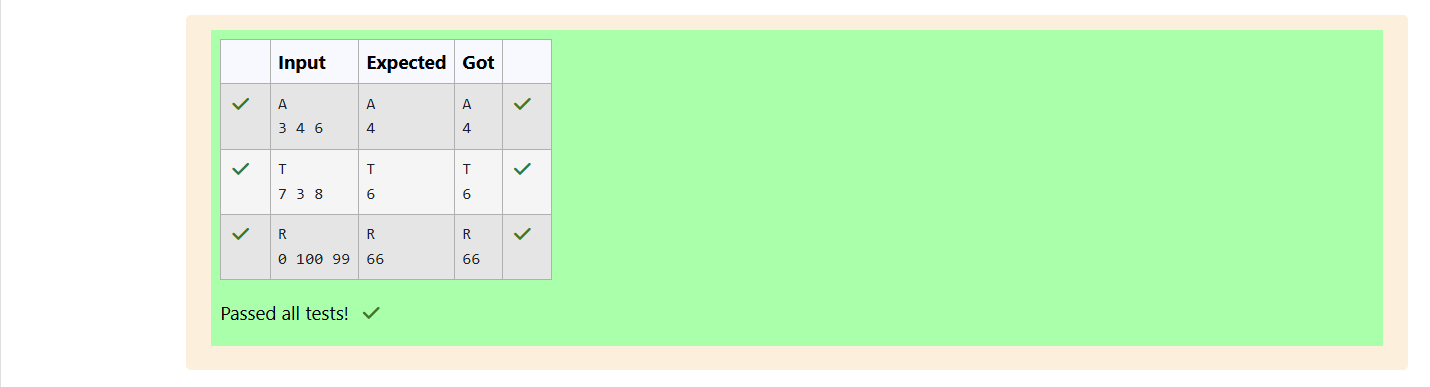 Input Expected Got
A A A
3 4 6 4 4
T T T
7 3 8 6 6
R R R
0 100 99 66 66
Passed all tests!